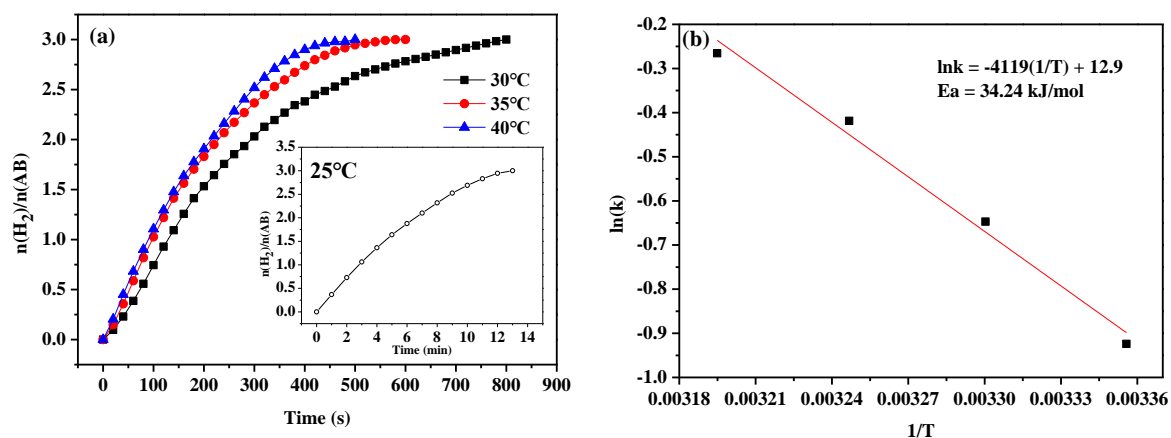 (a)
3.0
2.5
2.0
1.5
1.0
0.5
0.0
n(H2)/n(AB)
30°C
35°C
40°C
25°C
3.5
3.0
2.5
2.0
1.5
1.0
0.5
0.0
n(H2)/n(AB)
0 2 4 6 8 10 12 14
Time (min)
0 100 200 300 400 500 600 700 800 900
Time (s)
(b)
-0.2
-0.3
-0.4
-0.5
-0.6
-0.7
-0.8
-0.9
-1.0
ln(k)
lnk = -4119(1/T) + 12.9
Ea = 34.24 kJ/mol
0.00318 0.00321 0.00324 0.00327 0.00330 0.00333 0.00336
1/T